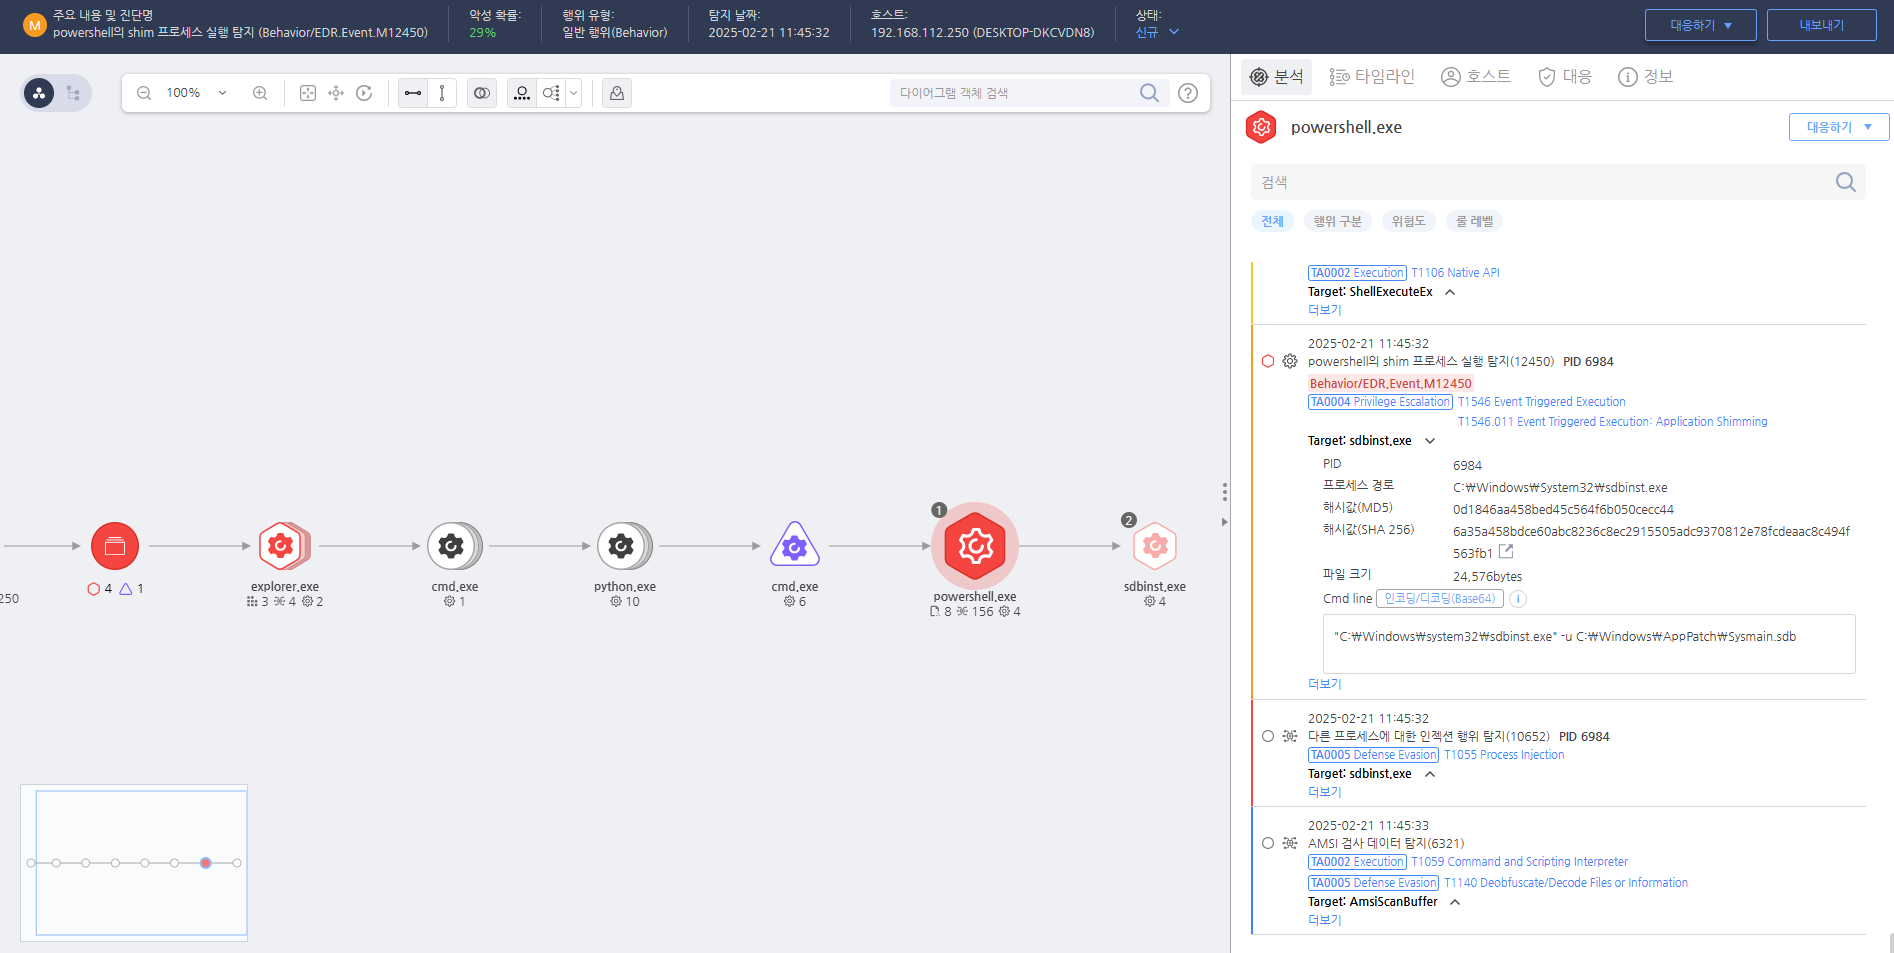 M
주요 내용 및 진단명
powershell의 shim 프로세스 실행 탐지 (Behavior/EDR.Event.M12450)
악성 확률:
29%
행위 유형:
일반 행위(Behavior)
탐지 날짜:
2025-02-21 11:45:32
호스트:
192.168.112.250 (DESKTOP-DKCVDN8)
상태:
신규
대응하기
내보내기
100%
다이어그램 객체 검색
?
250
4 1
explorer.exe
3 4 2
cmd.exe
1
python.exe
10
cmd.exe
6
1
powershell.exe
8 156 4
2
sdbinst.exe
4
분석
타임라인
호스트
대응
정보
powershell.exe
대응하기
검색
전체
행위 구분
위험도
룰 레벨
TA0002 Execution T1106 Native API
Target: ShellExecuteEx
더보기
2025-02-21 11:45:32
powershell의 shim 프로세스 실행 탐지(12450) PID 6984
Behavior/EDR.Event.M12450
TA0004 Privilege Escalation T1546 Event Triggered Execution
T1546.011 Event Triggered Execution: Application Shimming
Target: sdbinst.exe
PID 6984
프로세스 경로 C:₩Windows₩System32₩sdbinst.exe
해시값(MD5) 0d1846aa458bed45c564f6b050cecc44
해시값(SHA 256) 6a35a458bdce60abc8236c8ec2915505adc9370812e78fcdeaac8c494f
563fb1
파일 크기 24,576bytes
Cmd line 인코딩/디코딩(Base64) i
"C:₩Windows₩system32₩sdbinst.exe" -u C:₩Windows₩AppPatch₩Sysmain.sdb
더보기
2025-02-21 11:45:32
다른 프로세스에 대한 인젝션 행위 탐지(10652) PID 6984
TA0005 Defense Evasion T1055 Process Injection
Target: sdbinst.exe
더보기
2025-02-21 11:45:33
AMSI 검사 데이터 탐지(6321)
TA0002 Execution T1059 Command and Scripting Interpreter
TA0005 Defense Evasion T1140 Deobfuscate/Decode Files or Information
Target: AmsiScanBuffer
더보기